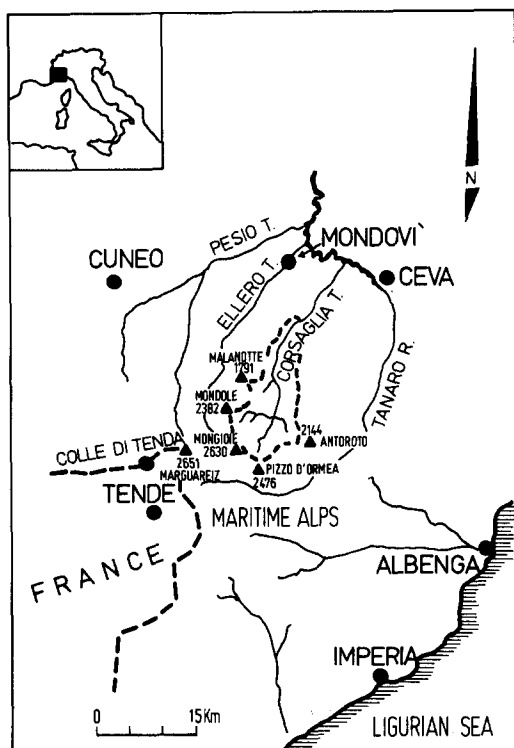 N
PESIO T.
MONDOVI`
CUNEO
ELLERO T.
CEVA
CORSAGLIA T.
MALANOTTE
1791
TANARO R.
MONDOLE
2382
2144
ANTOROTO
COLLE DI TENDA
MONGIOIE
2630
2651
MARGUAREIZ
PIZZO D'ORMEA
2476
TENDE
MARITIME ALPS
FRANCE
ALBENGA
IMPERIA
0 15Km
LIGURIAN SEA